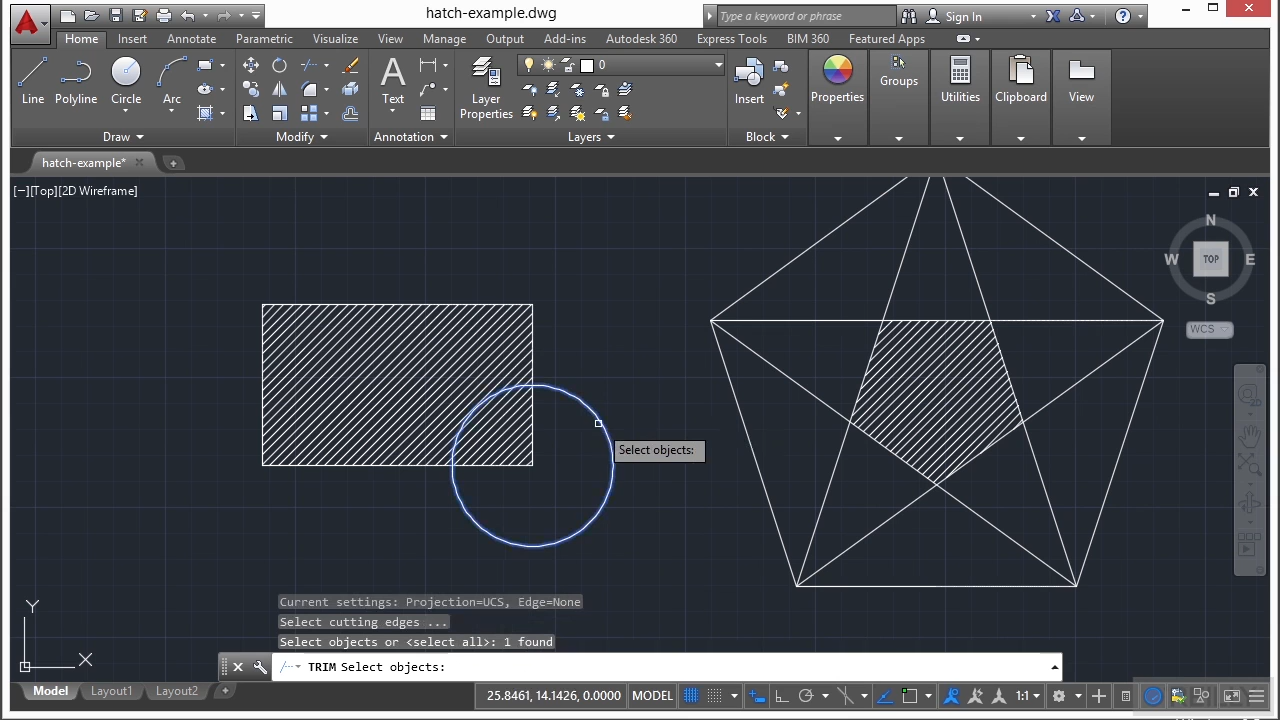 hatch-example.dwg
Type a keyword or phrase
Sign In
Home Insert Annotate Parametric Visualize View Manage Output Add-ins Autodesk 360 Express Tools BIM 360 Featured Apps
0
Line Polyline Circle Arc
Text
Layer
Properties
Insert
Properties
Groups
Utilities
Clipboard
View
Draw
Modify
Annotation
Layers
Block
hatch-example*
[−][Top][2D Wireframe]
N
W TOP E
S
WCS
2D
Select objects:
Y
X
Current settings: Projection=UCS, Edge=None
Select cutting edges ...
Select objects or <select all>: 1 found
TRIM Select objects:
Model Layout1 Layout2
25.8461, 14.1426, 0.0000 MODEL 1:1